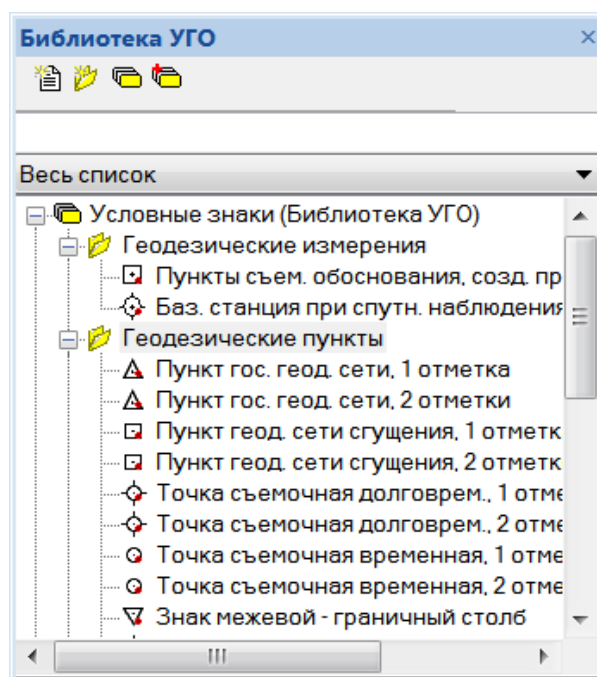 Библиотека УГО
Весь список
Условные знаки (Библиотека УГО)
Геодезические измерения
Пункты съем. обоснования, созд. пр
Баз. станция при спутн. наблюдения
Геодезические пункты
Пункт гос. геод. сети, 1 отметка
Пункт гос. геод. сети, 2 отметки
Пункт геод. сети сгущения, 1 отметк
Пункт геод. сети сгущения, 2 отметк
Точка съемочная долговрем., 1 отме
Точка съемочная долговрем., 2 отме
Точка съемочная временная, 1 отме
Точка съемочная временная, 2 отме
Знак межевой - граничный столб